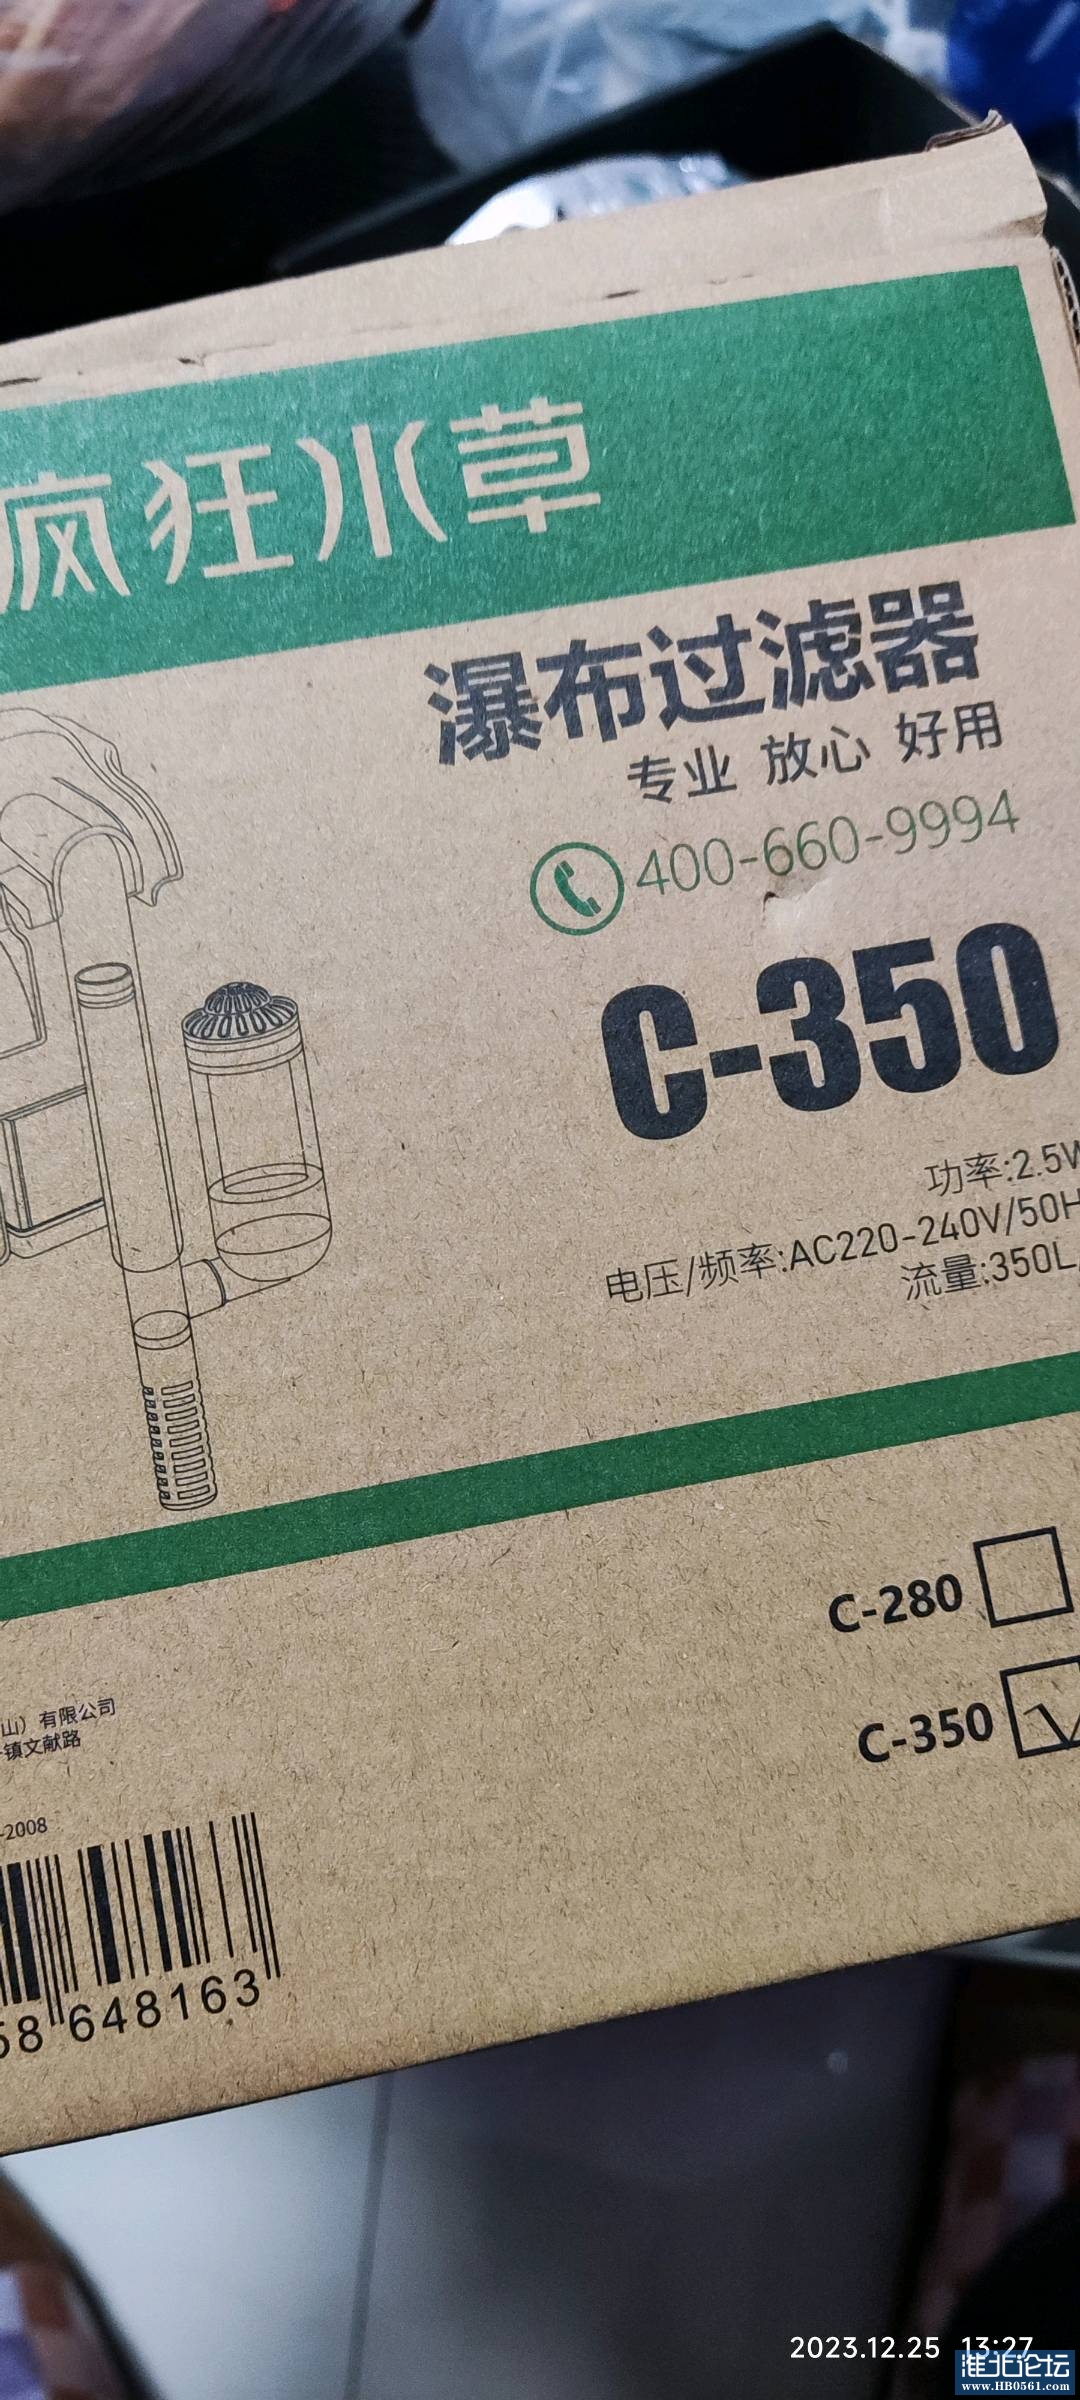 疯狂水草
瀑布过滤器
专业 放心 好用
400-660-9994
C-350
功率:2.5W
电压/频率:AC220-240V/50H
流量:350L
C-280
C-350
山）有限公司
镇文献路
-2008
58 648163
2023.12.25 13:27
淮北论坛
www.HB0561.com